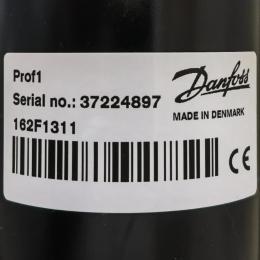 Prof1
Danfoss
Serial no.: 37224897
MADE IN DENMARK
162F1311
CE